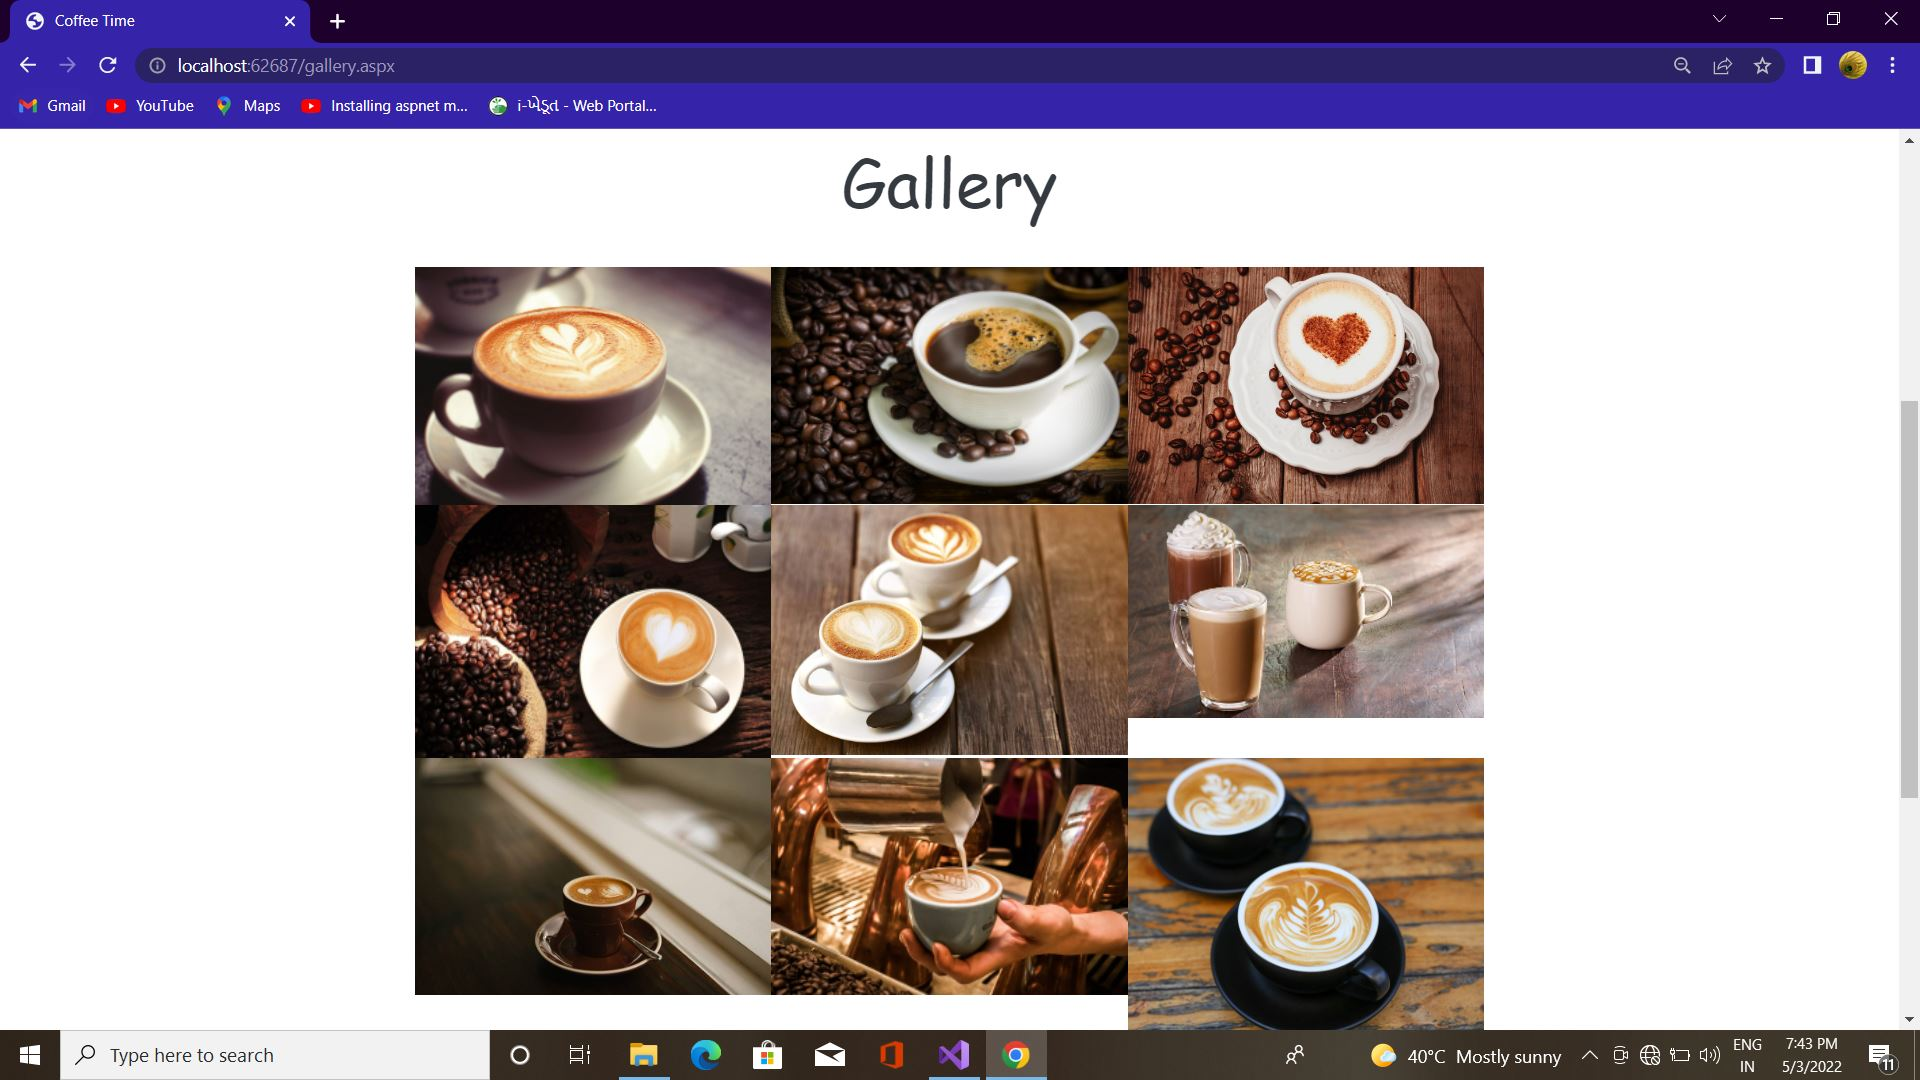 Coffee Time
localhost:62687/gallery.aspx
Gmail YouTube Maps Installing aspnet m... i-ખેડૂત - Web Portal...
Gallery
Type here to search
40°C Mostly sunny
ENG
IN
7:43 PM
5/3/2022
11